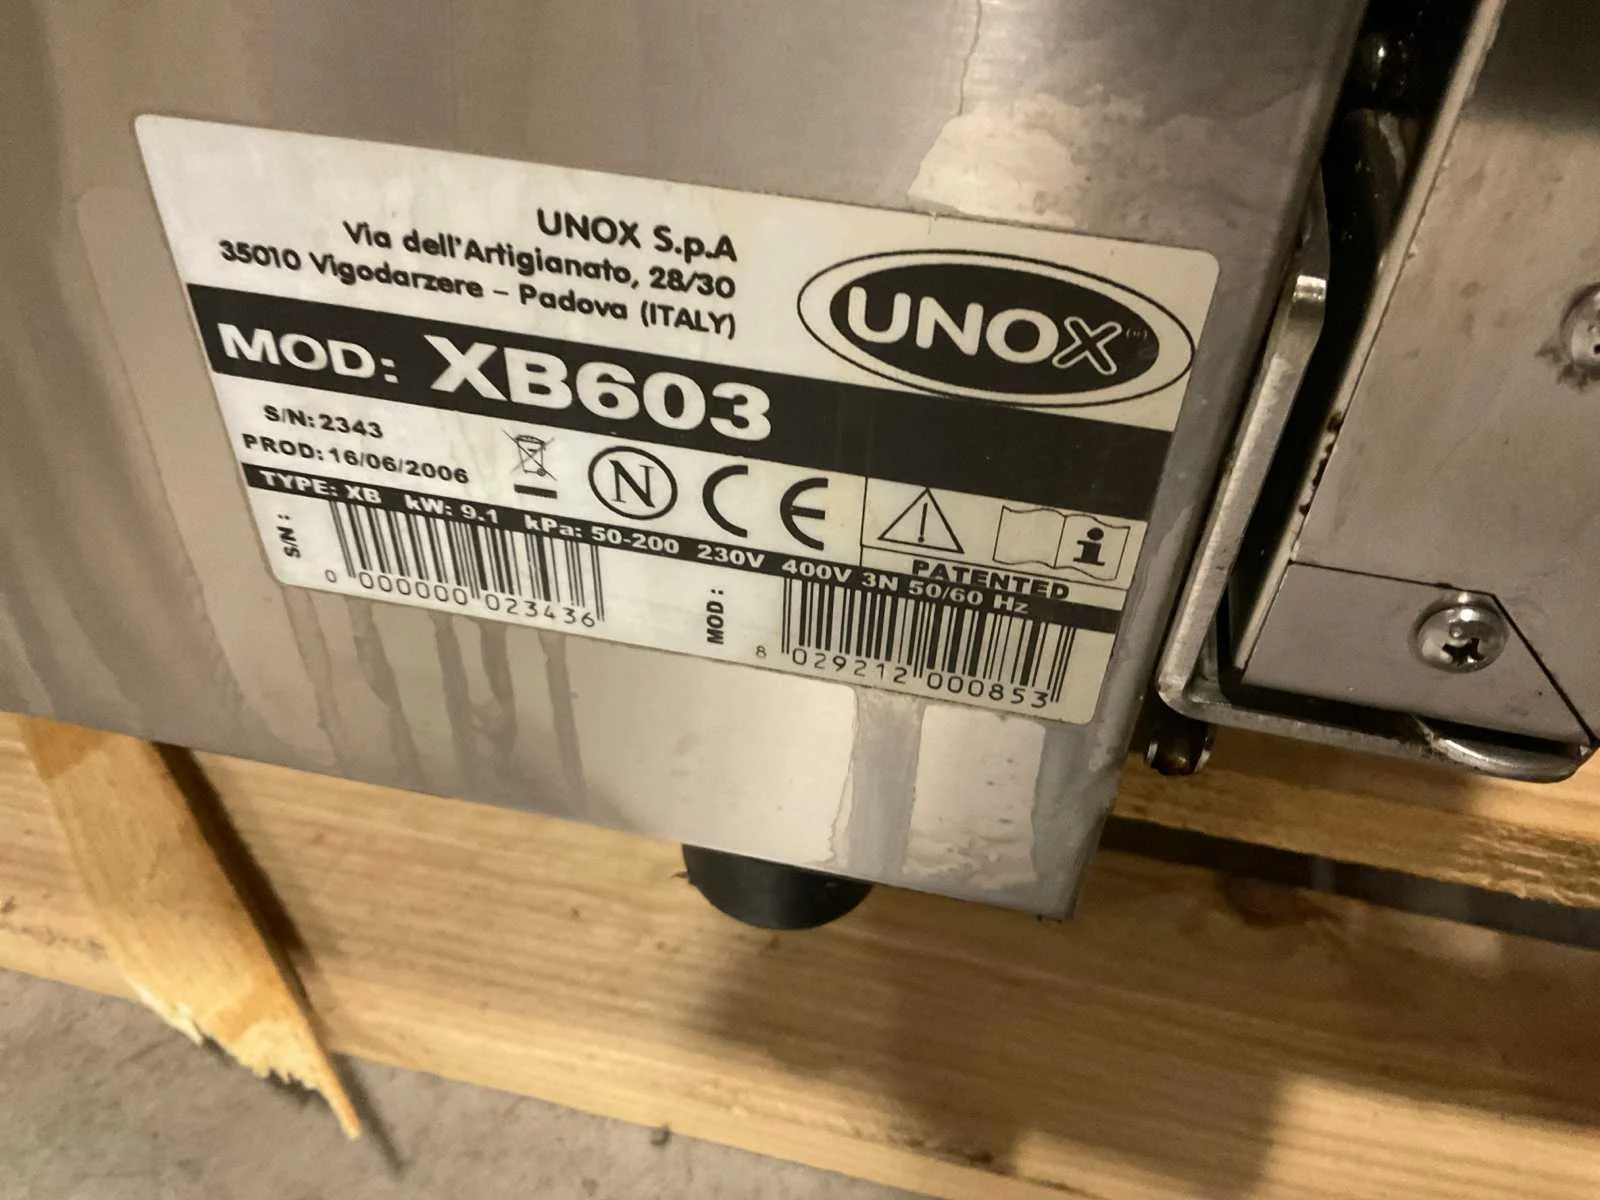 UNOX S.p.A
Via dell'Artigianato, 28/30
35010 Vigodarzere - Padova (ITALY)
UNOX
MOD: XB603
S/N: 2343
PROD: 16/06/2006
N
CE
PATENTED
TYPE: XB kW: 9.1 kPa: 50-200 230V 400V 3N 50/60 Hz
S/N:
0 000000 023436
MOD:
8 029212 000853